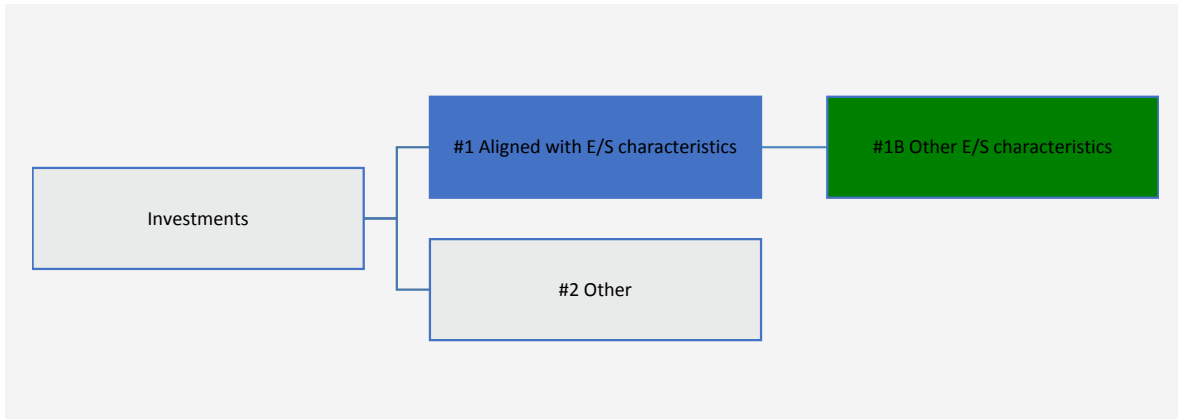 #1 Aligned with E/S characteristics
#1B Other E/S characteristics
Investments
#2 Other